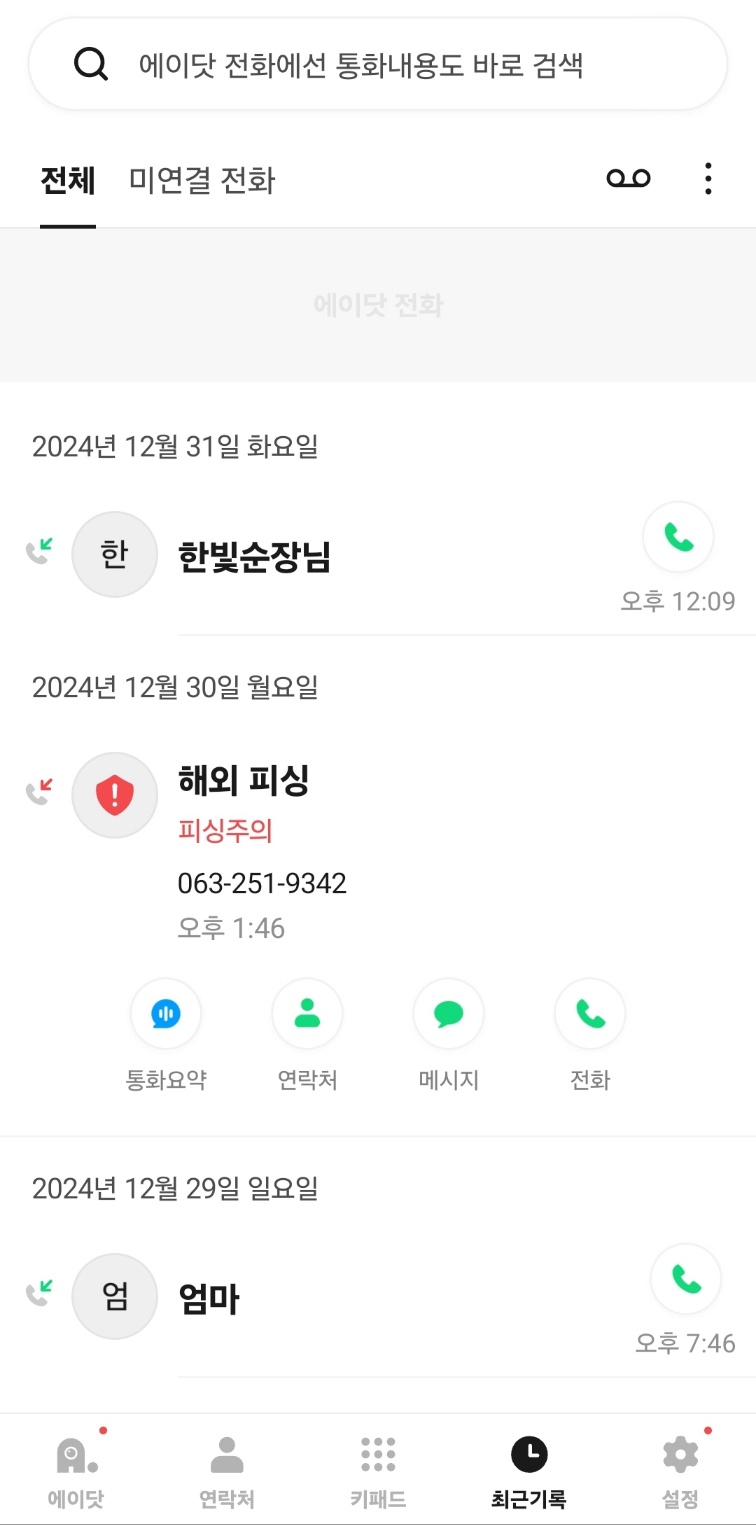 에이닷 전화에선 통화내용도 바로 검색
전체 미연결 전화
에이닷 전화
2024년 12월 31일 화요일
한 한빛순장님
오후 12:09
2024년 12월 30일 월요일
해외 피싱
피싱주의
063-251-9342
오후 1:46
통화요약 연락처 메시지 전화
2024년 12월 29일 일요일
엄 엄마
오후 7:46
에이닷 연락처 키패드 최근기록 설정